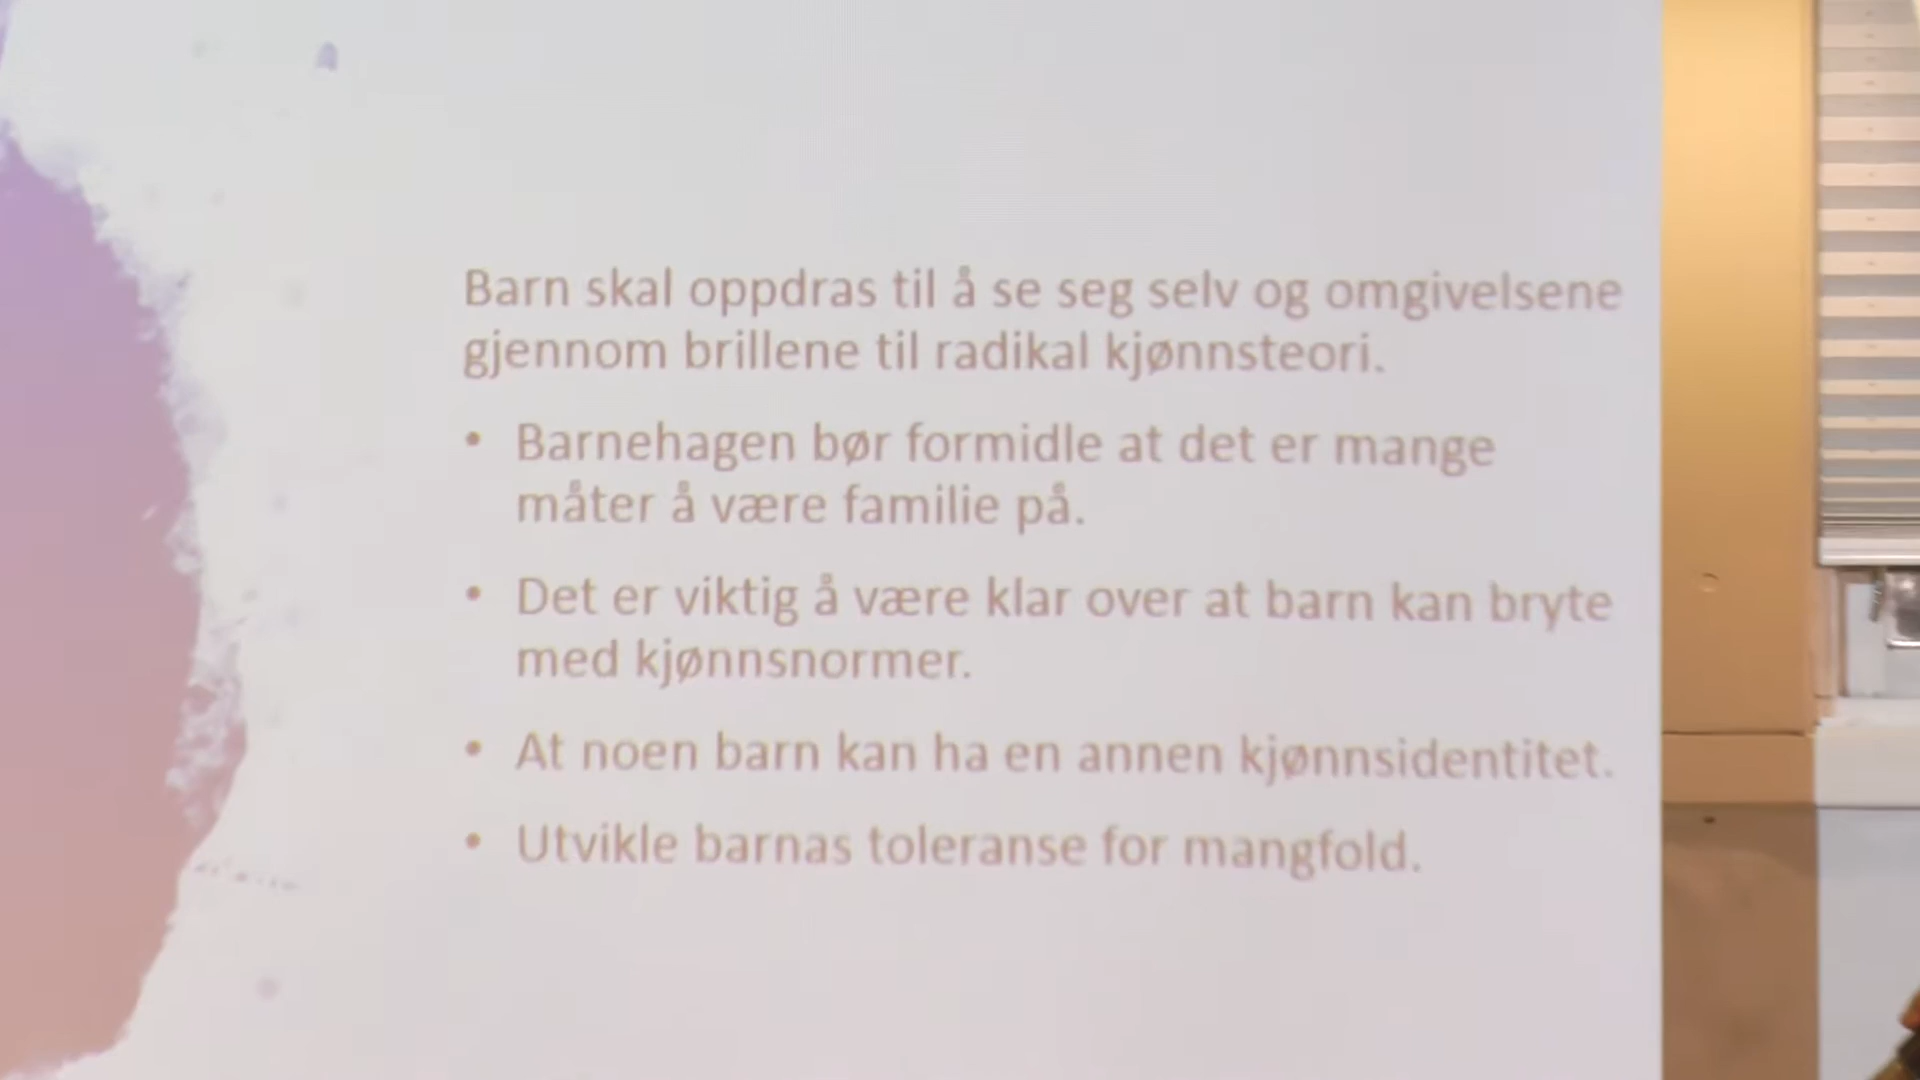 Barn skal oppdras til å se seg selv og omgivelsene
gjennom brillene til radikal kjønnsteori.
• Barnehagen bør formidle at det er mange
måter å være familie på.
• Det er viktig å være klar over at barn kan bryte
med kjønnsnormer.
• At noen barn kan ha en annen kjønnsidentitet.
• Utvikle barnas toleranse for mangfold.